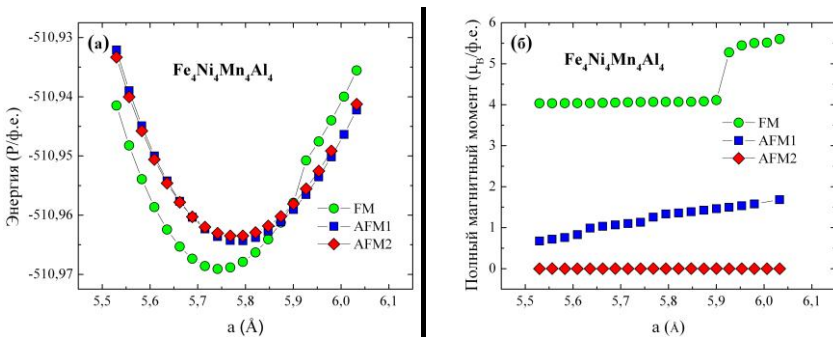 (а)
Fe₄Ni₄Mn₄Al₄
-510,93
-510,94
-510,95
-510,96
-510,97
Энергия (Р/ф.е.)
FM
AFM1
AFM2
5,5 5,6 5,7 5,8 5,9 6,0 6,1
a (Å)
(б)
Fe₄Ni₄Mn₄Al₄
6
5
4
3
2
1
0
Полный магнитный момент (μ_B/ф.е.)
FM
AFM1
AFM2
5,5 5,6 5,7 5,8 5,9 6,0 6,1
a (Å)